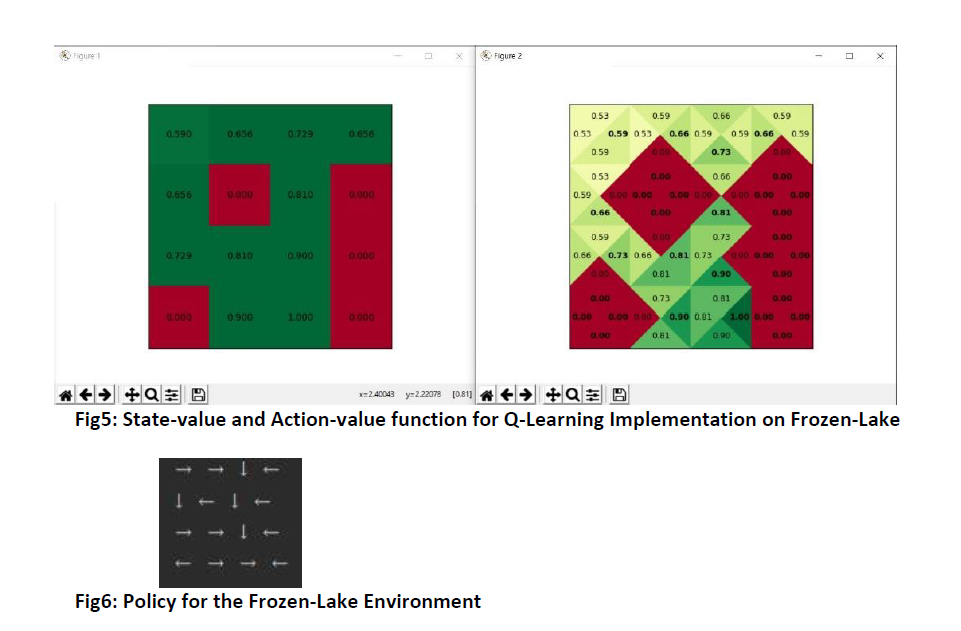 Figure 1
0.590 0.656 0.729 0.656
0.656 0.000 0.810 0.000
0.729 0.810 0.900 0.000
0.000 0.900 1.000 0.000
x=2.40043 y=2.22078 [0.81]
Figure 2
0.53 0.59 0.66 0.59
0.53 0.59 0.53 0.66 0.59 0.59 0.66 0.59
0.59 0.00 0.73 0.00
0.53 0.00 0.66 0.00
0.59 0.00 0.00 0.00 0.00 0.00 0.00 0.00
0.66 0.00 0.81 0.00
0.59 0.00 0.73 0.00
0.66 0.73 0.66 0.81 0.73 0.00 0.00 0.00
0.00 0.81 0.90 0.00
0.00 0.73 0.81 0.00
0.00 0.00 0.00 0.90 0.81 1.00 0.00 0.00
0.00 0.81 0.90 0.00
Fig5: State-value and Action-value function for Q-Learning Implementation on Frozen-Lake
→ → ↓ ←
↓ ← ↓ ←
→ → ↓ ←
← → → ←
Fig6: Policy for the Frozen-Lake Environment